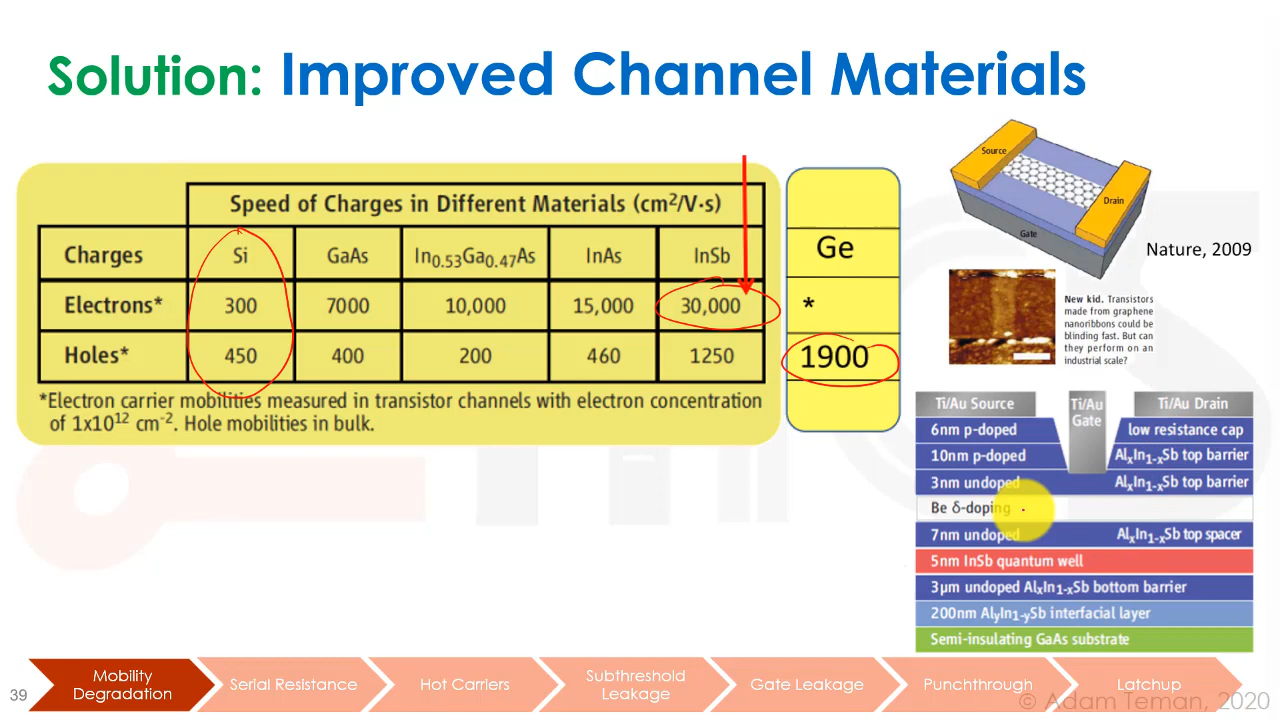 Solution: Improved Channel Materials
Speed of Charges in Different Materials (cm²/V·s)
Charges Si GaAs In₀.₅₃Ga₀.₄₇As InAs InSb Ge
Electrons* 300 7000 10,000 15,000 30,000 *
Holes* 450 400 200 460 1250 1900
*Electron carrier mobilities measured in transistor channels with electron concentration
of 1x10¹² cm⁻². Hole mobilities in bulk.
Source
Drain
Gate
Nature, 2009
New kid. Transistors
made from graphene
nanoribbons could be
blinding fast. But can
they perform on an
industrial scale?
Ti/Au Source Ti/Au Gate Ti/Au Drain
6nm p-doped low resistance cap
10nm p-doped AlₓIn₁₋ₓSb top barrier
3nm undoped AlₓIn₁₋ₓSb top barrier
Be δ-doping
7nm undoped AlₓIn₁₋ₓSb top spacer
5nm InSb quantum well
3µm undoped AlₓIn₁₋ₓSb bottom barrier
200nm AlyIn₁₋ySb interfacial layer
Semi-insulating GaAs substrate
39
Mobility
Degradation
Serial Resistance
Hot Carriers
Subthreshold
Leakage
Gate Leakage
Punchthrough
Latchup
© Adam Teman, 2020